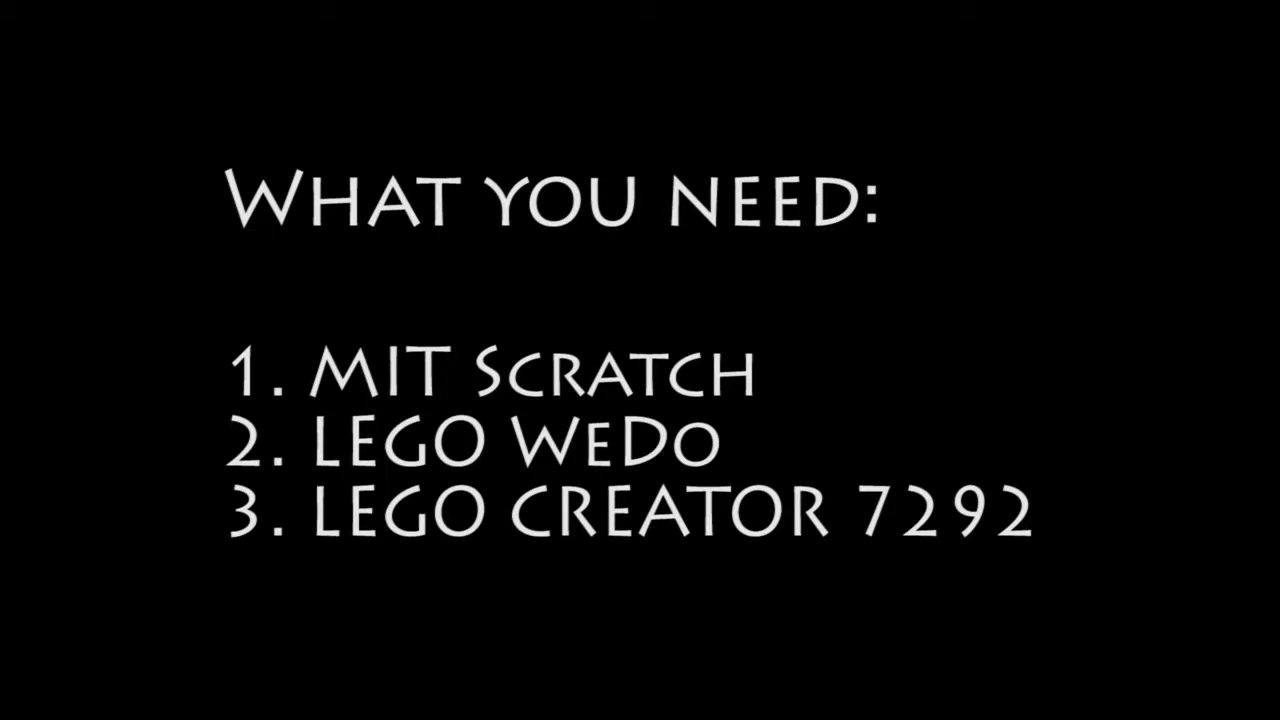 What you need:
1. MIT Scratch
2. LEGO WeDo
3. LEGO CREATOR 7292